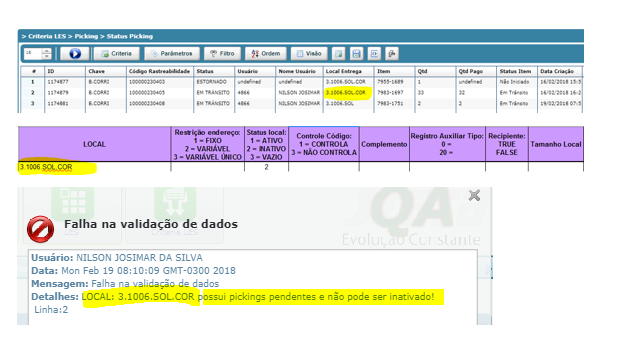 > Criteria LES > Picking > Status Picking
Criteria Parâmetros Filtro Ordem Visão
# ID Chave Código Rastreabilidade Status Usuário Nome Usuário Local Entrega Item Qtd Qtd Pago Status Item Data Criação
1 1174877 B.CORRI 100000230403 ESTORNADO undefined undefined 3.1006.SOL.COR 7955-1689 1 undefined Não Iniciado 16/02/2018 15:5
2 1174879 B.CORRI 100000230405 EM TRÂNSITO 4866 NILSON JOSIMAR 3.1006.SOL.COR 7983-1697 33 32 Em Trânsito 16/02/2018 16:2
3 1174881 B.CORRI 100000230408 EM TRÂNSITO 4866 NILSON JOSIMAR 3.1006.SOL 7983-1751 2 2 Em Trânsito 19/02/2018 07:5
LOCAL Restrição endereço: 1 = FIXO 2 = VARIÁVEL 3 = VARIÁVEL ÚNICO Status local: 1 = ATIVO 2 = INATIVO 3 = VAZIO Controle Código: 1 = CONTROLA 3 = NÃO CONTROLA Complemento Registro Auxiliar Tipo: 0 = 20 = Recipiente: TRUE FALSE Tamanho Local
3.1006.SOL.COR 2
QA
Evolução Constante
Falha na validação de dados
Usuário: NILSON JOSIMAR DA SILVA
Data: Mon Feb 19 08:10:09 GMT-0300 2018
Mensagem: Falha na validação de dados
Detalhes: LOCAL: 3.1006.SOL.COR possui pickings pendentes e não pode ser inativado!
Linha:2